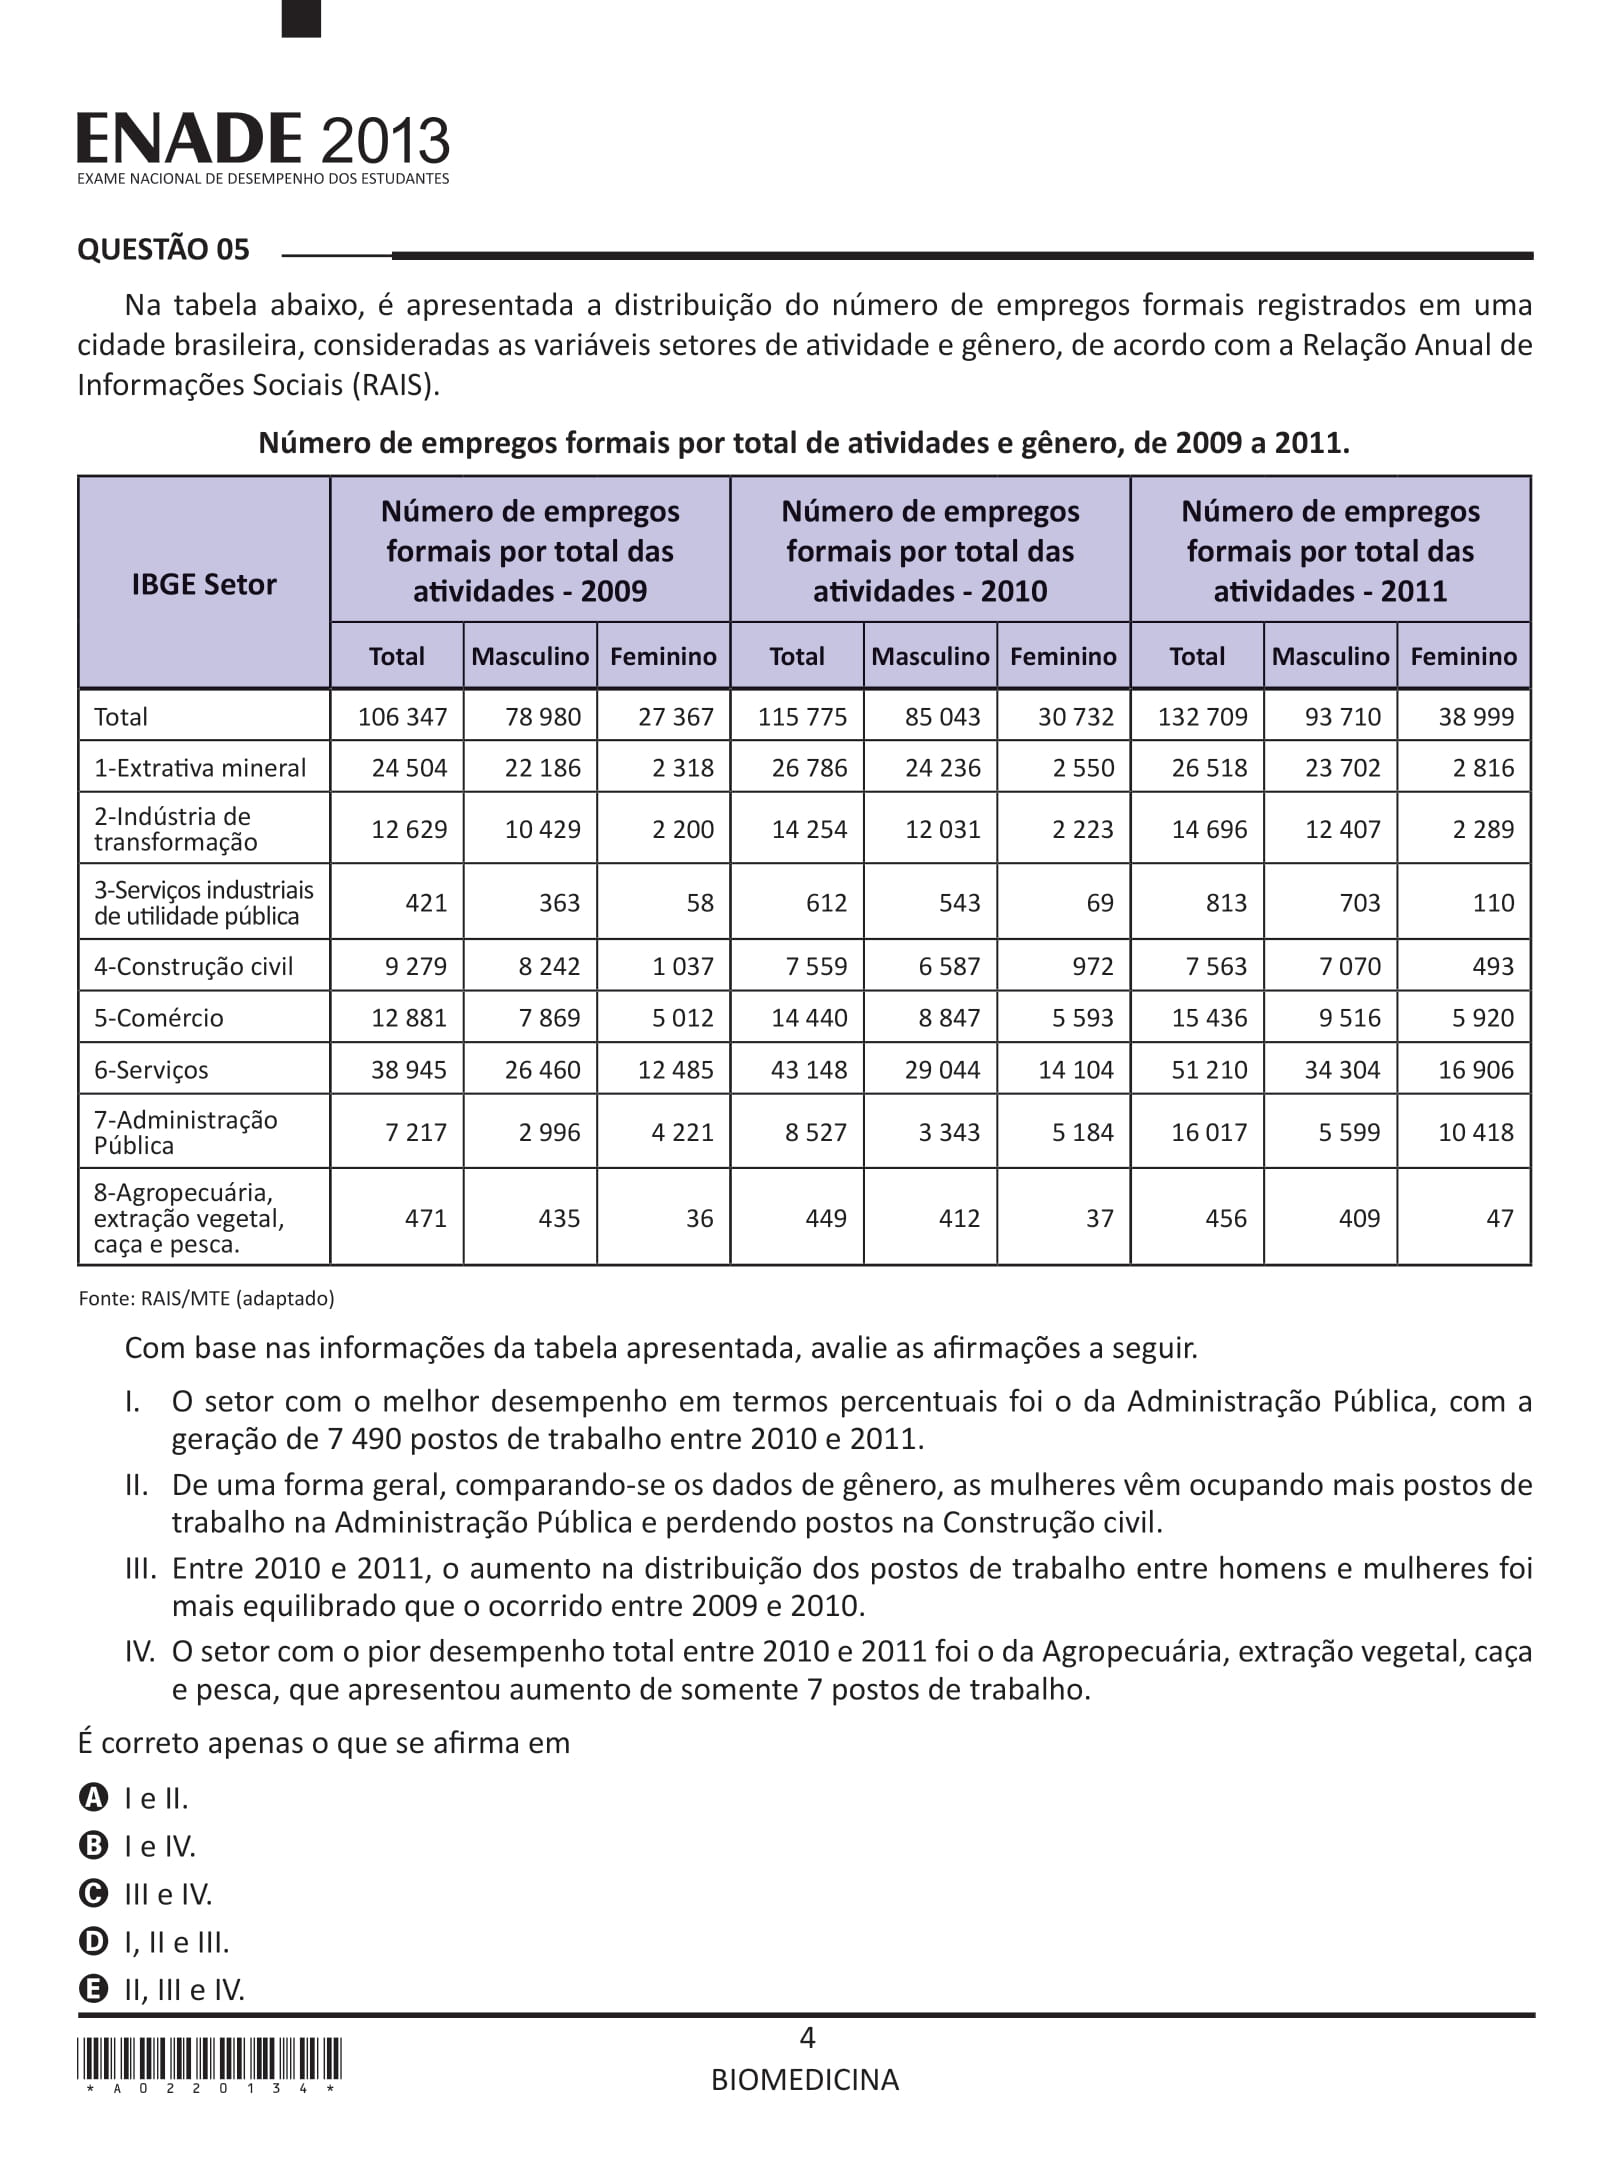 ENADE 2013
EXAME NACIONAL DE DESEMPENHO DOS ESTUDANTES
QUESTÃO 05
Na tabela abaixo, é apresentada a distribuição do número de empregos formais registrados em uma
cidade brasileira, consideradas as variáveis setores de atividade e gênero, de acordo com a Relação Anual de
Informações Sociais (RAIS).
Número de empregos formais por total de atividades e gênero, de 2009 a 2011.
IBGE Setor
Número de empregos
formais por total das
atividades - 2009
Número de empregos
formais por total das
atividades - 2010
Número de empregos
formais por total das
atividades - 2011
Total Masculino Feminino Total Masculino Feminino Total Masculino Feminino
Total 106 347 78 980 27 367 115 775 85 043 30 732 132 709 93 710 38 999
1-Extrativa mineral 24 504 22 186 2 318 26 786 24 236 2 550 26 518 23 702 2 816
2-Indústria de
transformação 12 629 10 429 2 200 14 254 12 031 2 223 14 696 12 407 2 289
3-Serviços industriais
de utilidade pública 421 363 58 612 543 69 813 703 110
4-Construção civil 9 279 8 242 1 037 7 559 6 587 972 7 563 7 070 493
5-Comércio 12 881 7 869 5 012 14 440 8 847 5 593 15 436 9 516 5 920
6-Serviços 38 945 26 460 12 485 43 148 29 044 14 104 51 210 34 304 16 906
7-Administração
Pública 7 217 2 996 4 221 8 527 3 343 5 184 16 017 5 599 10 418
8-Agropecuária,
extração vegetal,
caça e pesca. 471 435 36 449 412 37 456 409 47
Fonte: RAIS/MTE (adaptado)
Com base nas informações da tabela apresentada, avalie as afirmações a seguir.
I. O setor com o melhor desempenho em termos percentuais foi o da Administração Pública, com a
geração de 7 490 postos de trabalho entre 2010 e 2011.
II. De uma forma geral, comparando-se os dados de gênero, as mulheres vêm ocupando mais postos de
trabalho na Administração Pública e perdendo postos na Construção civil.
III. Entre 2010 e 2011, o aumento na distribuição dos postos de trabalho entre homens e mulheres foi
mais equilibrado que o ocorrido entre 2009 e 2010.
IV. O setor com o pior desempenho total entre 2010 e 2011 foi o da Agropecuária, extração vegetal, caça
e pesca, que apresentou aumento de somente 7 postos de trabalho.
É correto apenas o que se afirma em
A I e II.
B I e IV.
C III e IV.
D I, II e III.
E II, III e IV.
4
BIOMEDICINA
*A0220134*